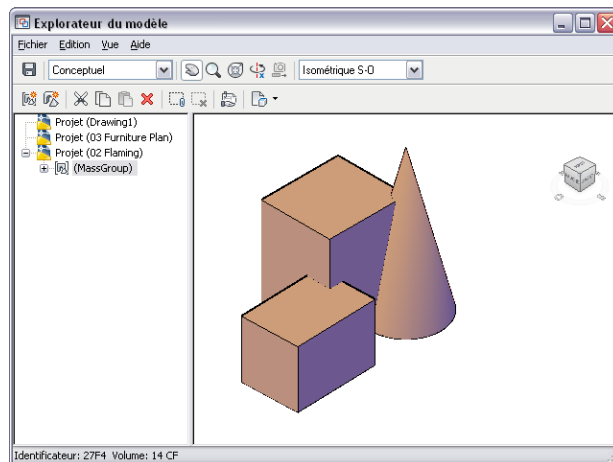 Explorateur du modèle
Fichier Edition Vue Aide
Conceptuel Isométrique S-O
Projet (Drawing1)
Projet (03 Furniture Plan)
Projet (02 Flaming)
(MassGroup)
Identificateur: 27F4 Volume: 14 CF